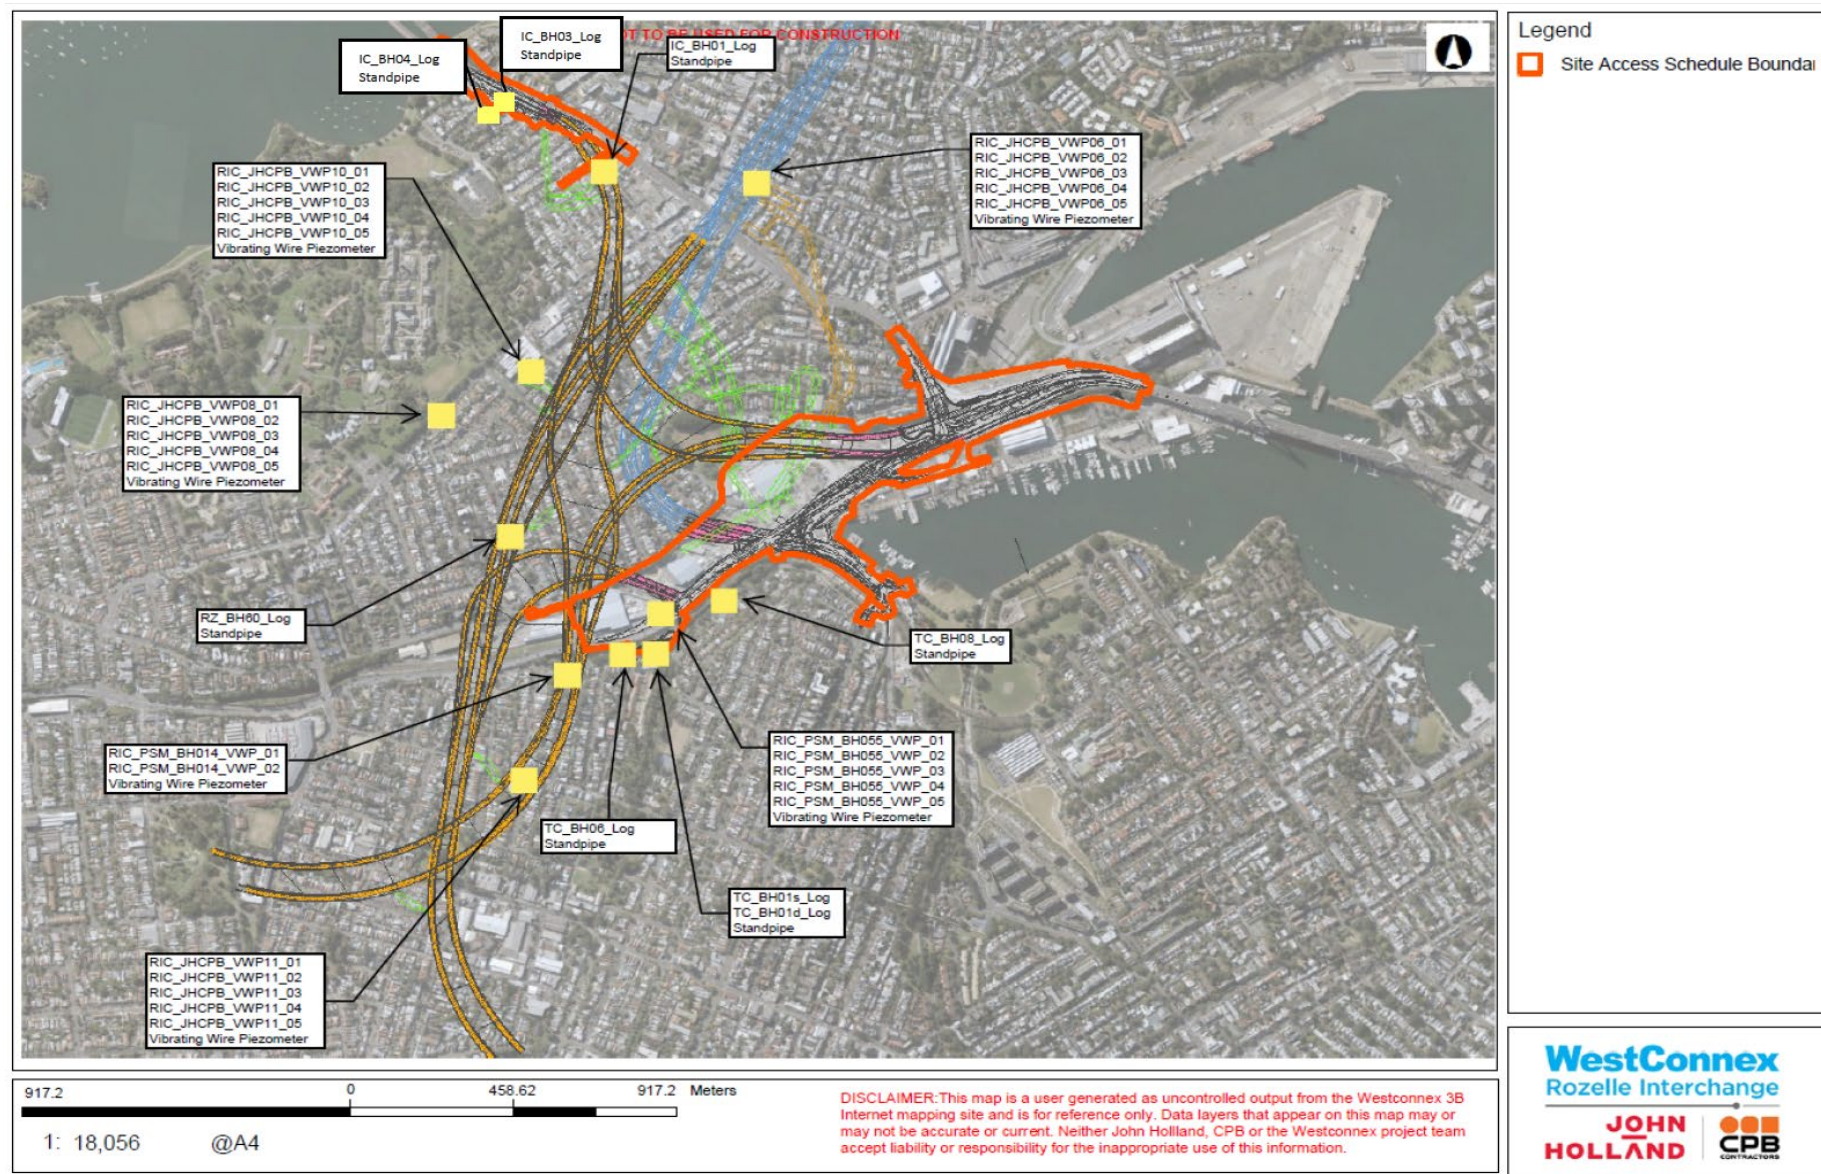 OT TO BE USED FOR CONSTRUCTION
IC_BH04_Log
Standpipe
IC_BH03_Log
Standpipe
IC_BH01_Log
Standpipe
RIC_JHCPB_VWP10_01
RIC_JHCPB_VWP10_02
RIC_JHCPB_VWP10_03
RIC_JHCPB_VWP10_04
RIC_JHCPB_VWP10_05
Vibrating Wire Piezometer
RIC_JHCPB_VWP06_01
RIC_JHCPB_VWP06_02
RIC_JHCPB_VWP06_03
RIC_JHCPB_VWP06_04
RIC_JHCPB_VWP06_05
Vibrating Wire Piezometer
RIC_JHCPB_VWP08_01
RIC_JHCPB_VWP08_02
RIC_JHCPB_VWP08_03
RIC_JHCPB_VWP08_04
RIC_JHCPB_VWP08_05
Vibrating Wire Piezometer
RZ_BH60_Log
Standpipe
TC_BH08_Log
Standpipe
RIC_PSM_BH014_VWP_01
RIC_PSM_BH014_VWP_02
Vibrating Wire Piezometer
RIC_PSM_BH055_VWP_01
RIC_PSM_BH055_VWP_02
RIC_PSM_BH055_VWP_03
RIC_PSM_BH055_VWP_04
RIC_PSM_BH055_VWP_05
Vibrating Wire Piezometer
TC_BH06_Log
Standpipe
TC_BH01s_Log
TC_BH01d_Log
Standpipe
RIC_JHCPB_VWP11_01
RIC_JHCPB_VWP11_02
RIC_JHCPB_VWP11_03
RIC_JHCPB_VWP11_04
RIC_JHCPB_VWP11_05
Vibrating Wire Piezometer
Legend
Site Access Schedule Boundar
917.2 0 458.62 917.2 Meters
1: 18,056 @A4
DISCLAIMER:This map is a user generated as uncontrolled output from the Westconnex 3B
Internet mapping site and is for reference only. Data layers that appear on this map may or
may not be accurate or current. Neither John Hollland, CPB or the Westconnex project team
accept liability or responsibility for the inappropriate use of this information.
WestConnex
Rozelle Interchange
JOHN
HOLLAND
CPB
CONTRACTORS